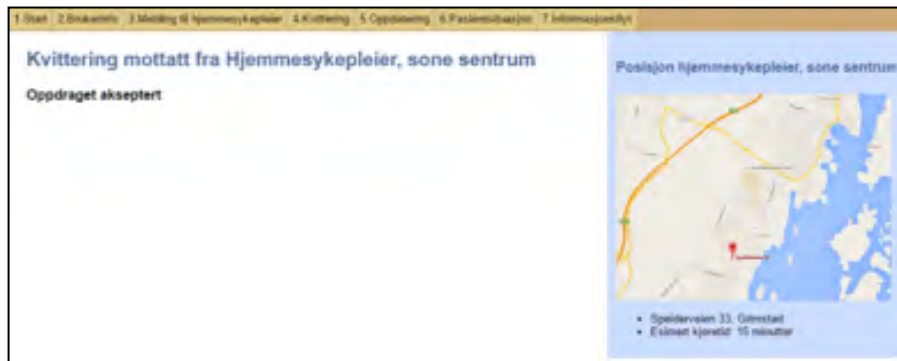 1.Start 2.Brukerinfo 3.Melding til hjemmesykepleier 4.Kvittering 5.Oppdatering 6.Pasientsituasjon 7.Informasjonsflyt
Kvittering mottatt fra Hjemmesykepleier, sone sentrum
Oppdraget akseptert
Posisjon hjemmesykepleier, sone sentrum
Speiderveien 33, Grimstad
Estimert kjøretid: 15 minutter